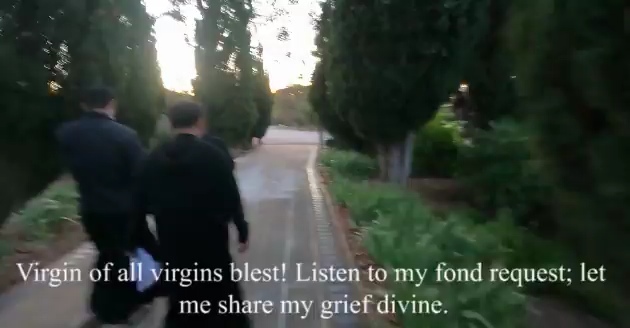 Virgin of all virgins blest! Listen to my fond request; let
me share my grief divine.